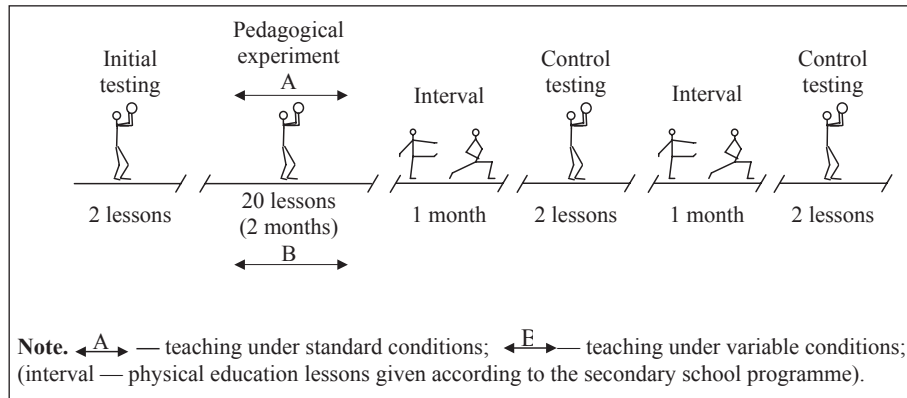 Initial
testing
Pedagogical
experiment
A
Interval
Control
testing
Interval
Control
testing
2 lessons
20 lessons
(2 months)
B
1 month
2 lessons
1 month
2 lessons
Note. A — teaching under standard conditions; E — teaching under variable conditions;
(interval — physical education lessons given according to the secondary school programme).